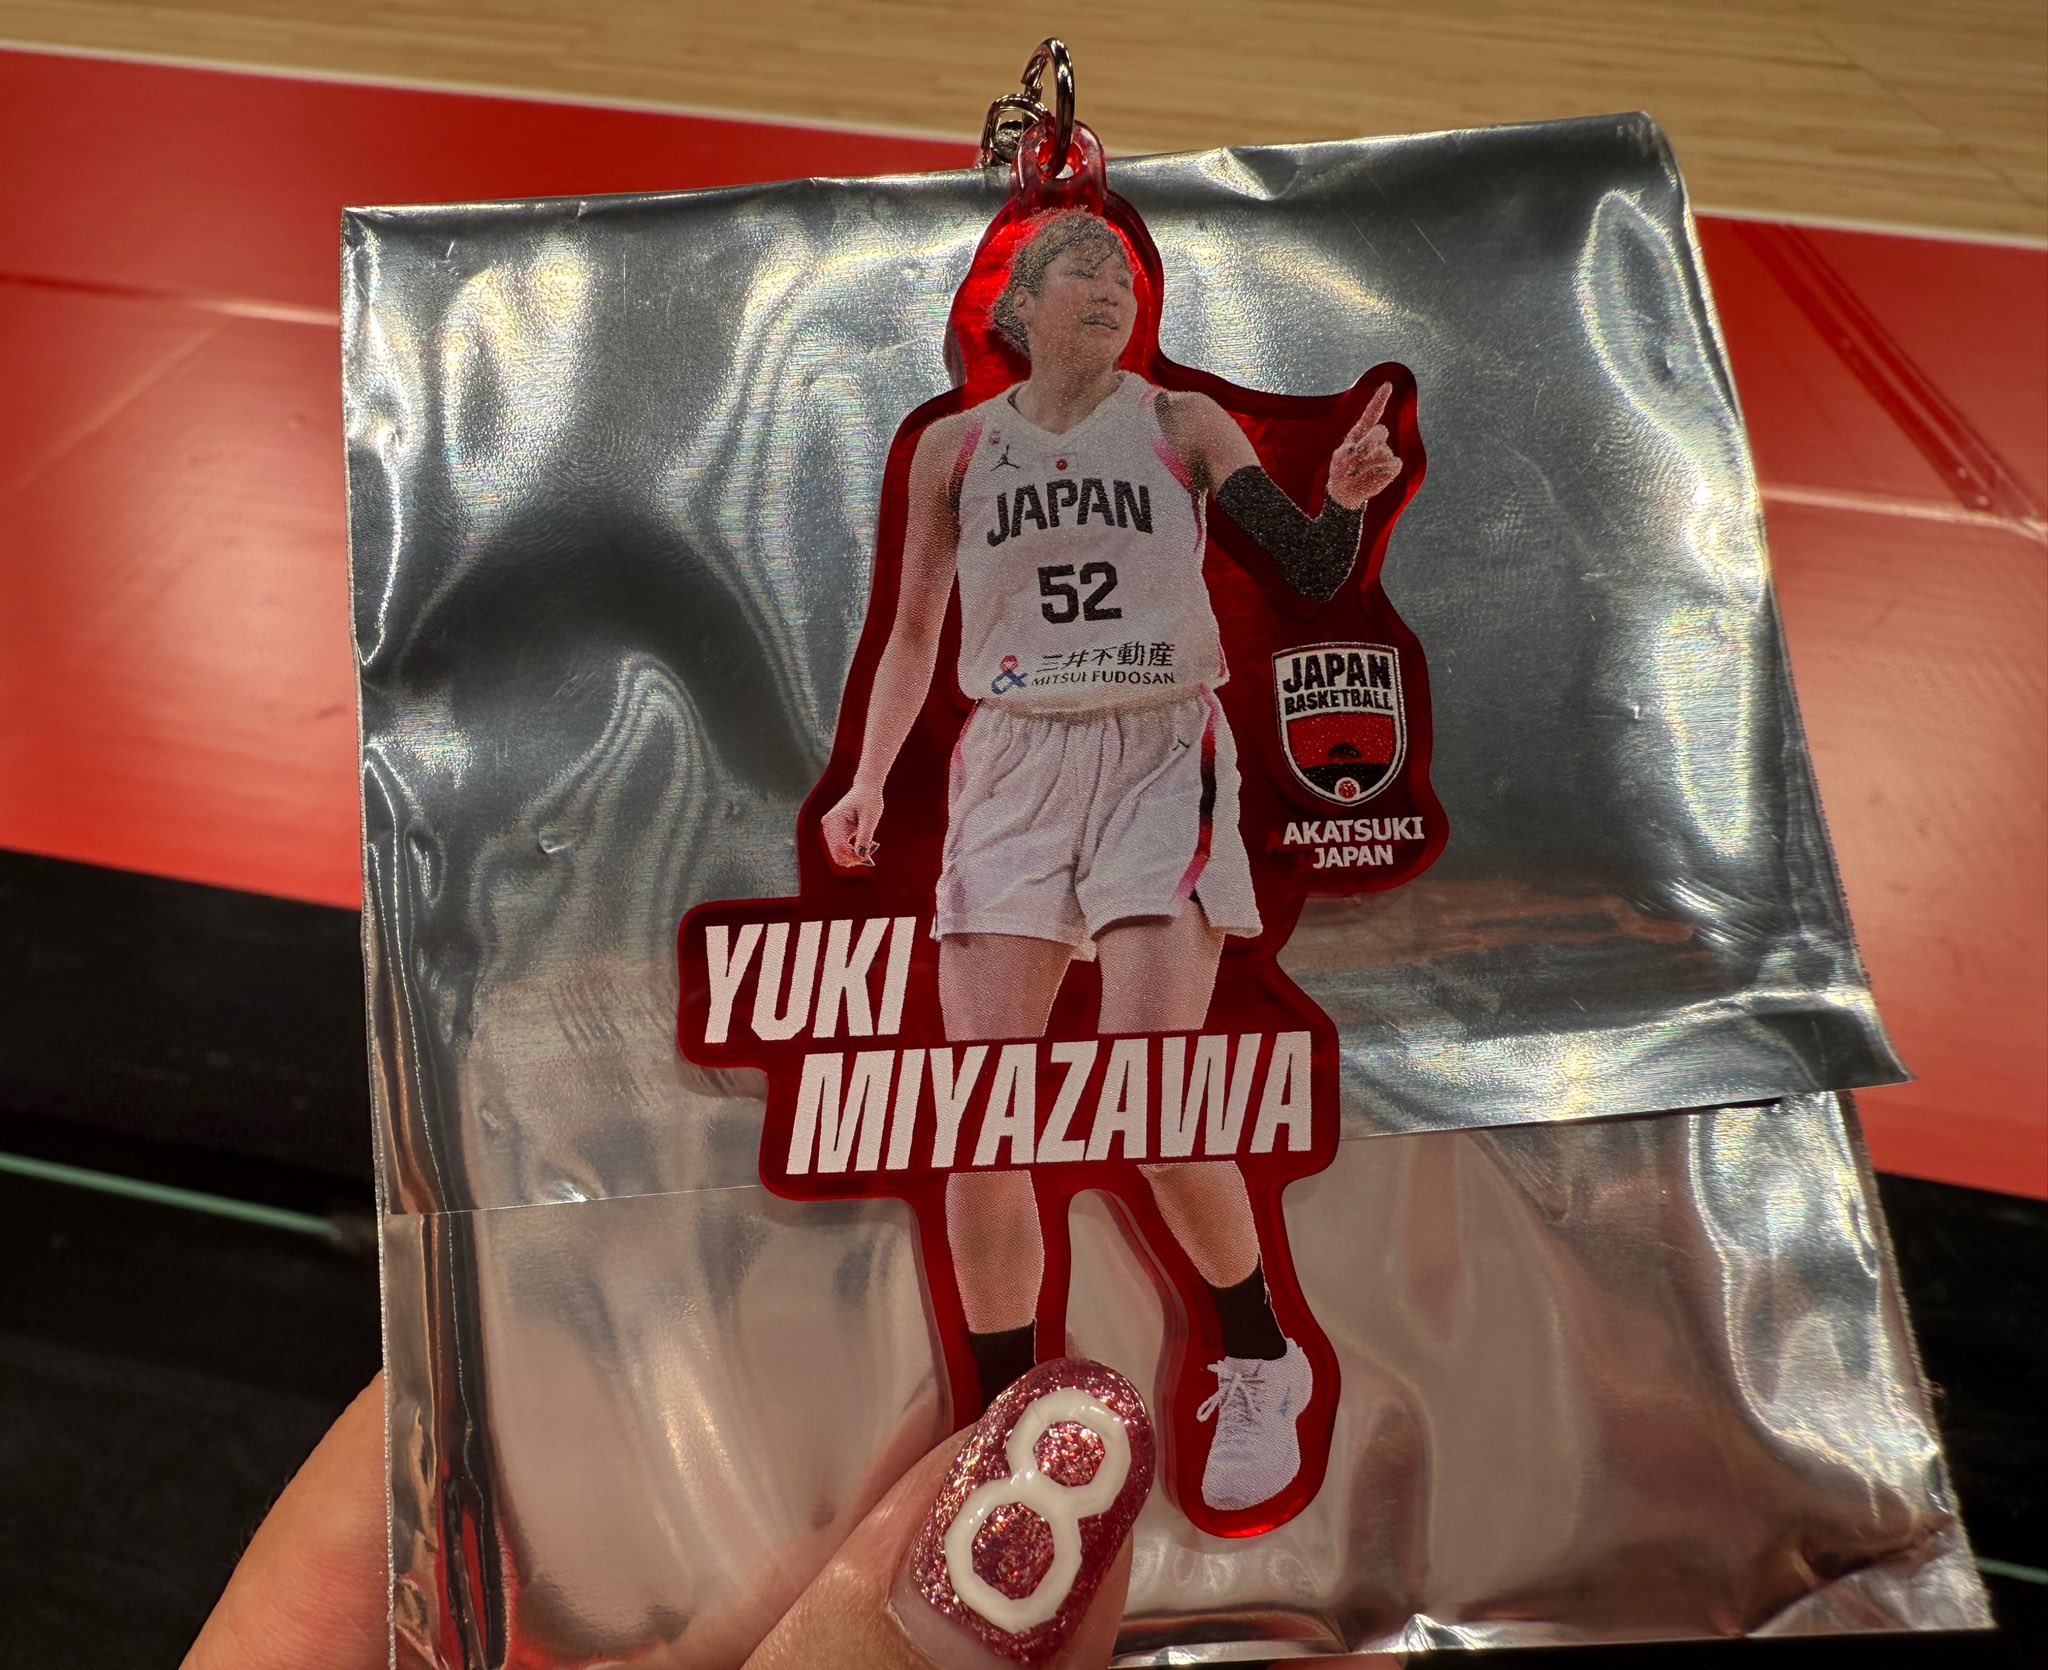 JAPAN
52
三井不動産
MITSUI FUDOSAN
JAPAN
BASKETBALL
AKATSUKI
JAPAN
YUKI
MIYAZAWA
8